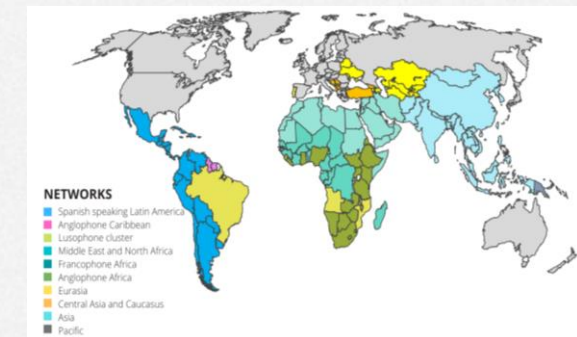 NETWORKS
Spanish speaking Latin America
Anglophone Caribbean
Lusophone cluster
Middle East and North Africa
Francophone Africa
Anglophone Africa
Eurasia
Central Asia and Caucasus
Asia
Pacific